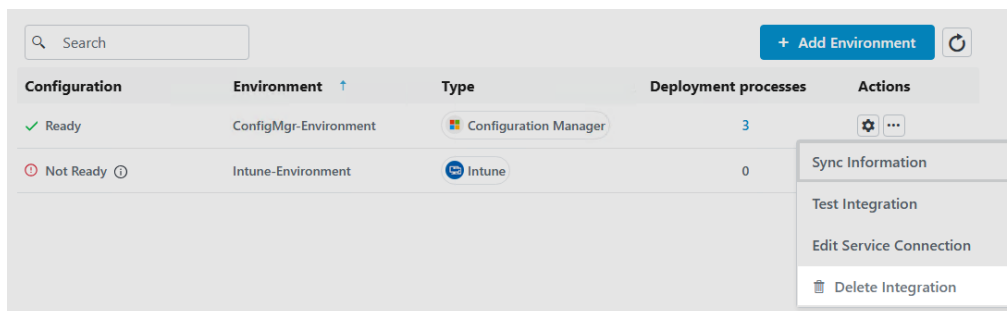 Search
+ Add Environment
Configuration Environment ↑ Type Deployment processes Actions
Ready ConfigMgr-Environment Configuration Manager 3
Not Ready Intune-Environment Intune 0
Sync Information
Test Integration
Edit Service Connection
Delete Integration